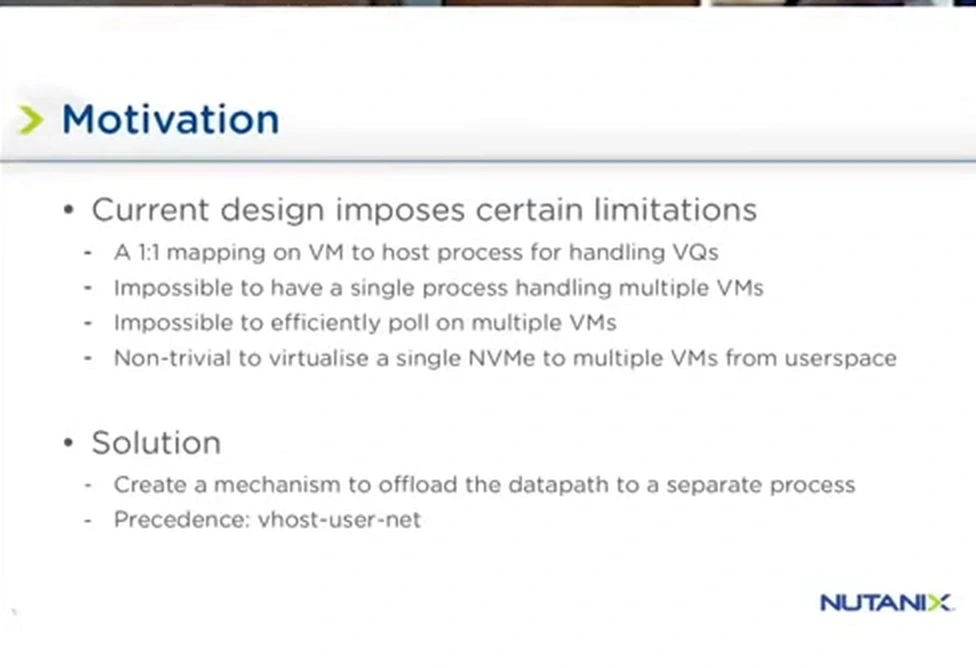 Motivation
• Current design imposes certain limitations
- A 1:1 mapping on VM to host process for handling VQs
- Impossible to have a single process handling multiple VMs
- Impossible to efficiently poll on multiple VMs
- Non-trivial to virtualise a single NVMe to multiple VMs from userspace
• Solution
- Create a mechanism to offload the datapath to a separate process
- Precedence: vhost-user-net
NUTANIX